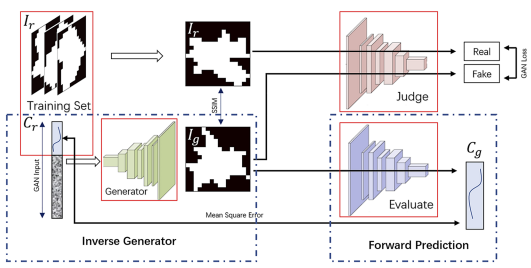 I_r
Training Set
I_r
Judge
Real
Fake
GAN Loss
SSIM
C_r
GAN Input
Generator
I_g
Evaluate
C_g
Mean Square Error
Inverse Generator
Forward Prediction